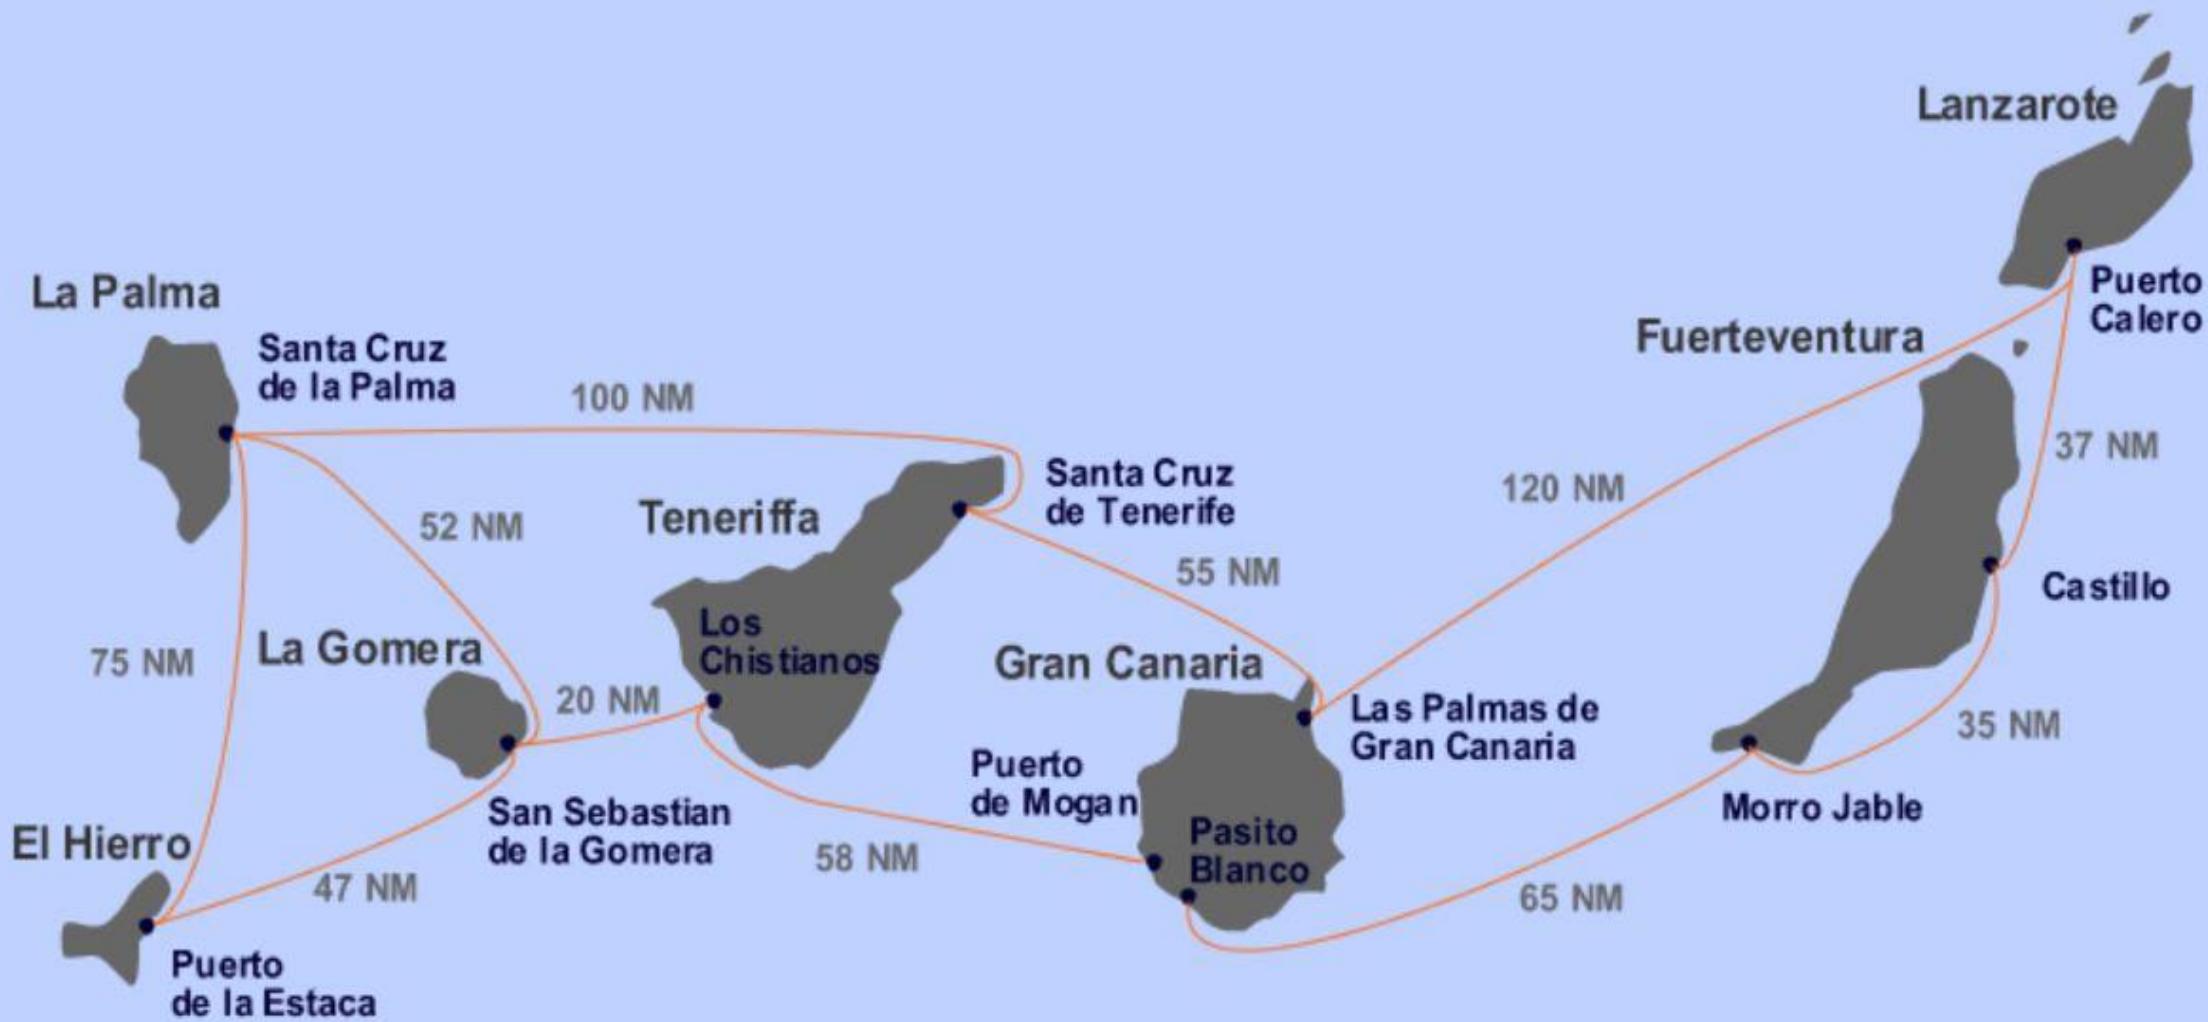 Lanzarote
Puerto
Calero
La Palma
Santa Cruz
de la Palma
Fuerteventura
100 NM
37 NM
Santa Cruz
de Tenerife
120 NM
Teneriffa
52 NM
55 NM
Castillo
Los
Chistianos
La Gomera
75 NM
Gran Canaria
20 NM
Las Palmas de
Gran Canaria
35 NM
Puerto
de Mogan
Morro Jable
San Sebastian
de la Gomera
Pasito
Blanco
El Hierro
58 NM
47 NM
65 NM
Puerto
de la Estaca